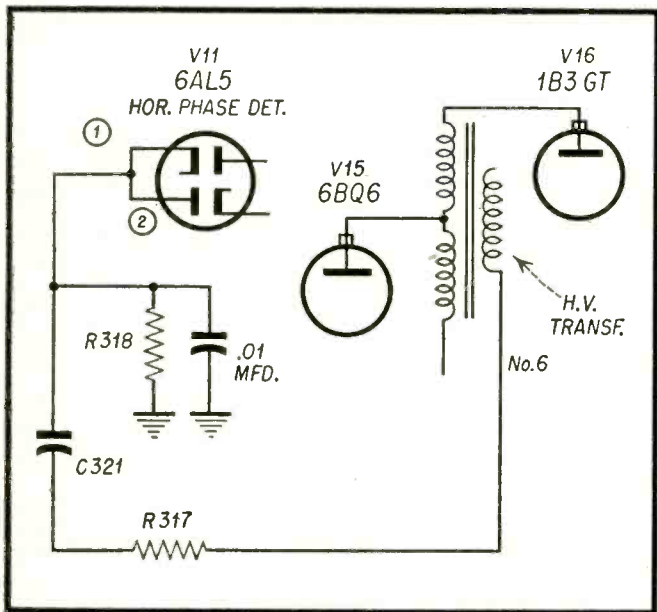 V11
6AL5
HOR. PHASE DET.
1
2
V16
1B3 GT
V15
6BQ6
H.V.
TRANSF.
No.6
R318
.01
MFD.
C321
R317